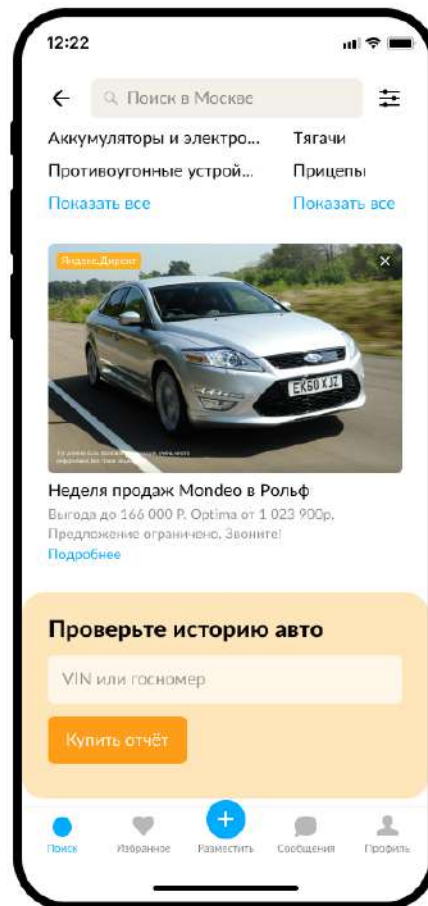 12:22
Поиск в Москве
Аккумуляторы и электро... Тягачи
Противоугонные устрой... Прицепы
Показать все Показать все
Яндекс.Директ
EK60 XJZ
Неделя продаж Mondeo в Рольф
Выгода до 166 000 Р. Optima от 1 023 900р.
Предложение ограничено. Звоните!
Подробнее
Проверьте историю авто
VIN или госномер
Купить отчёт
Поиск Избранное Разместить Сообщения Профиль